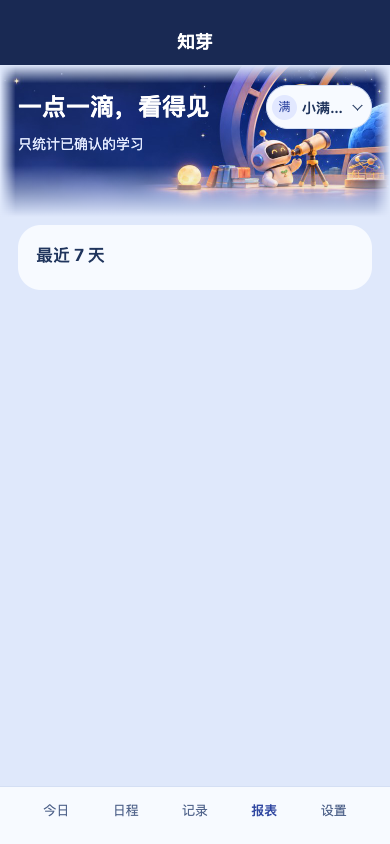 知芽
一点一滴，看得见
满 小满...
只统计已确认的学习
最近 7 天
今日 日程 记录 报表 设置